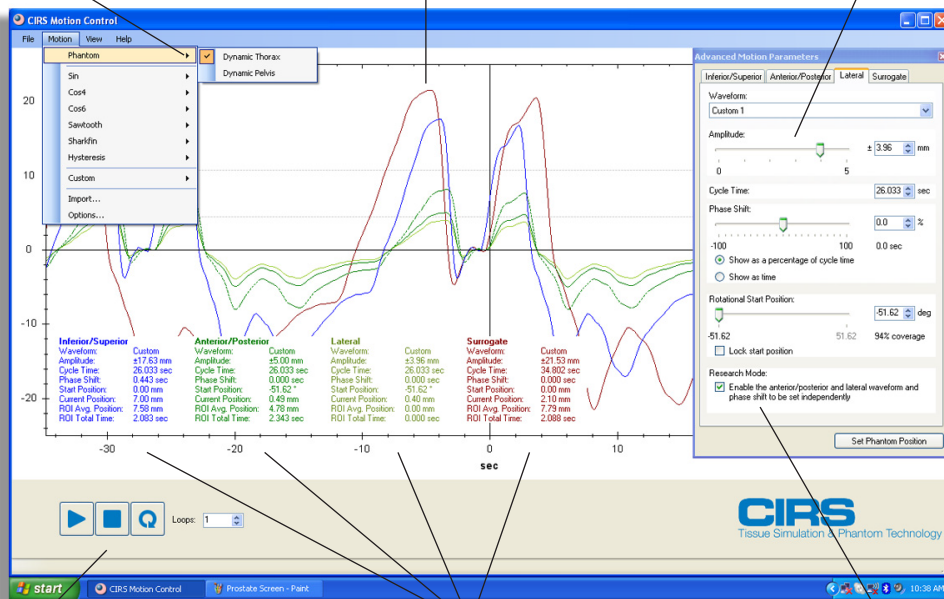 CIRS Motion Control
File Motion View Help
Phantom
Dynamic Thorax
Dynamic Pelvis
Sin
Cos4
Cos6
Sawtooth
Sharkfin
Hysteresis
Custom
Import...
Options...
20
10
0
-10
-20
-30 -20 -10 0 10
sec
Inferior/Superior
Waveform: Custom
Amplitude: ±17.63 mm
Cycle Time: 26.033 sec
Phase Shift: 0.443 sec
Start Position: 0.00 mm
Current Position: 7.00 mm
ROI Avg. Position: 7.58 mm
ROI Total Time: 2.083 sec
Anterior/Posterior
Waveform: Custom
Amplitude: ±5.00 mm
Cycle Time: 26.033 sec
Phase Shift: 0.000 sec
Start Position: -51.62 °
Current Position: 0.49 mm
ROI Avg. Position: 4.78 mm
ROI Total Time: 2.343 sec
Lateral
Waveform: Custom
Amplitude: ±3.96 mm
Cycle Time: 26.033 sec
Phase Shift: 0.000 sec
Start Position: -51.62 °
Current Position: 0.40 mm
ROI Avg. Position: 0.00 mm
ROI Total Time: 0.000 sec
Surrogate
Waveform: Custom
Amplitude: ±21.53 mm
Cycle Time: 34.802 sec
Phase Shift: 0.000 sec
Start Position: 0.00 mm
Current Position: 2.10 mm
ROI Avg. Position: 7.79 mm
ROI Total Time: 2.088 sec
Advanced Motion Parameters
Inferior/Superior Anterior/Posterior Lateral Surrogate
Waveform:
Custom 1
Amplitude:
± 3.96 mm
0 5
Cycle Time: 26.033 sec
Phase Shift:
0.0 %
-100 100 0.0 sec
Show as a percentage of cycle time
Show as time
Rotational Start Position:
-51.62 deg
-51.62 51.62 94% coverage
Lock start position
Research Mode:
Enable the anterior/posterior and lateral waveform and
phase shift to be set independently
Set Phantom Position
Loops: 1
CIRS
Tissue Simulation & Phantom Technology
start CIRS Motion Control Prostate Screen - Paint 10:38 AM